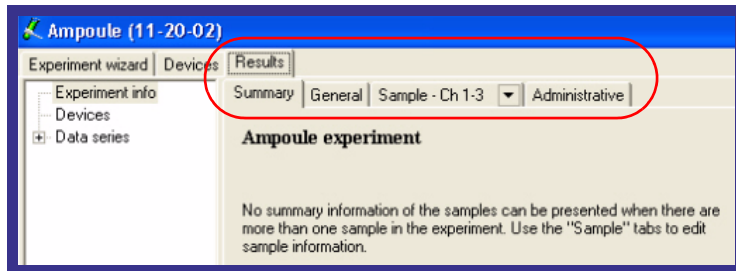 Ampoule (11-20-02)
Experiment wizard Devices Results
Experiment info
Devices
Data series
Summary General Sample - Ch 1-3 Administrative
Ampoule experiment
No summary information of the samples can be presented when there are
more than one sample in the experiment. Use the "Sample" tabs to edit
sample information.